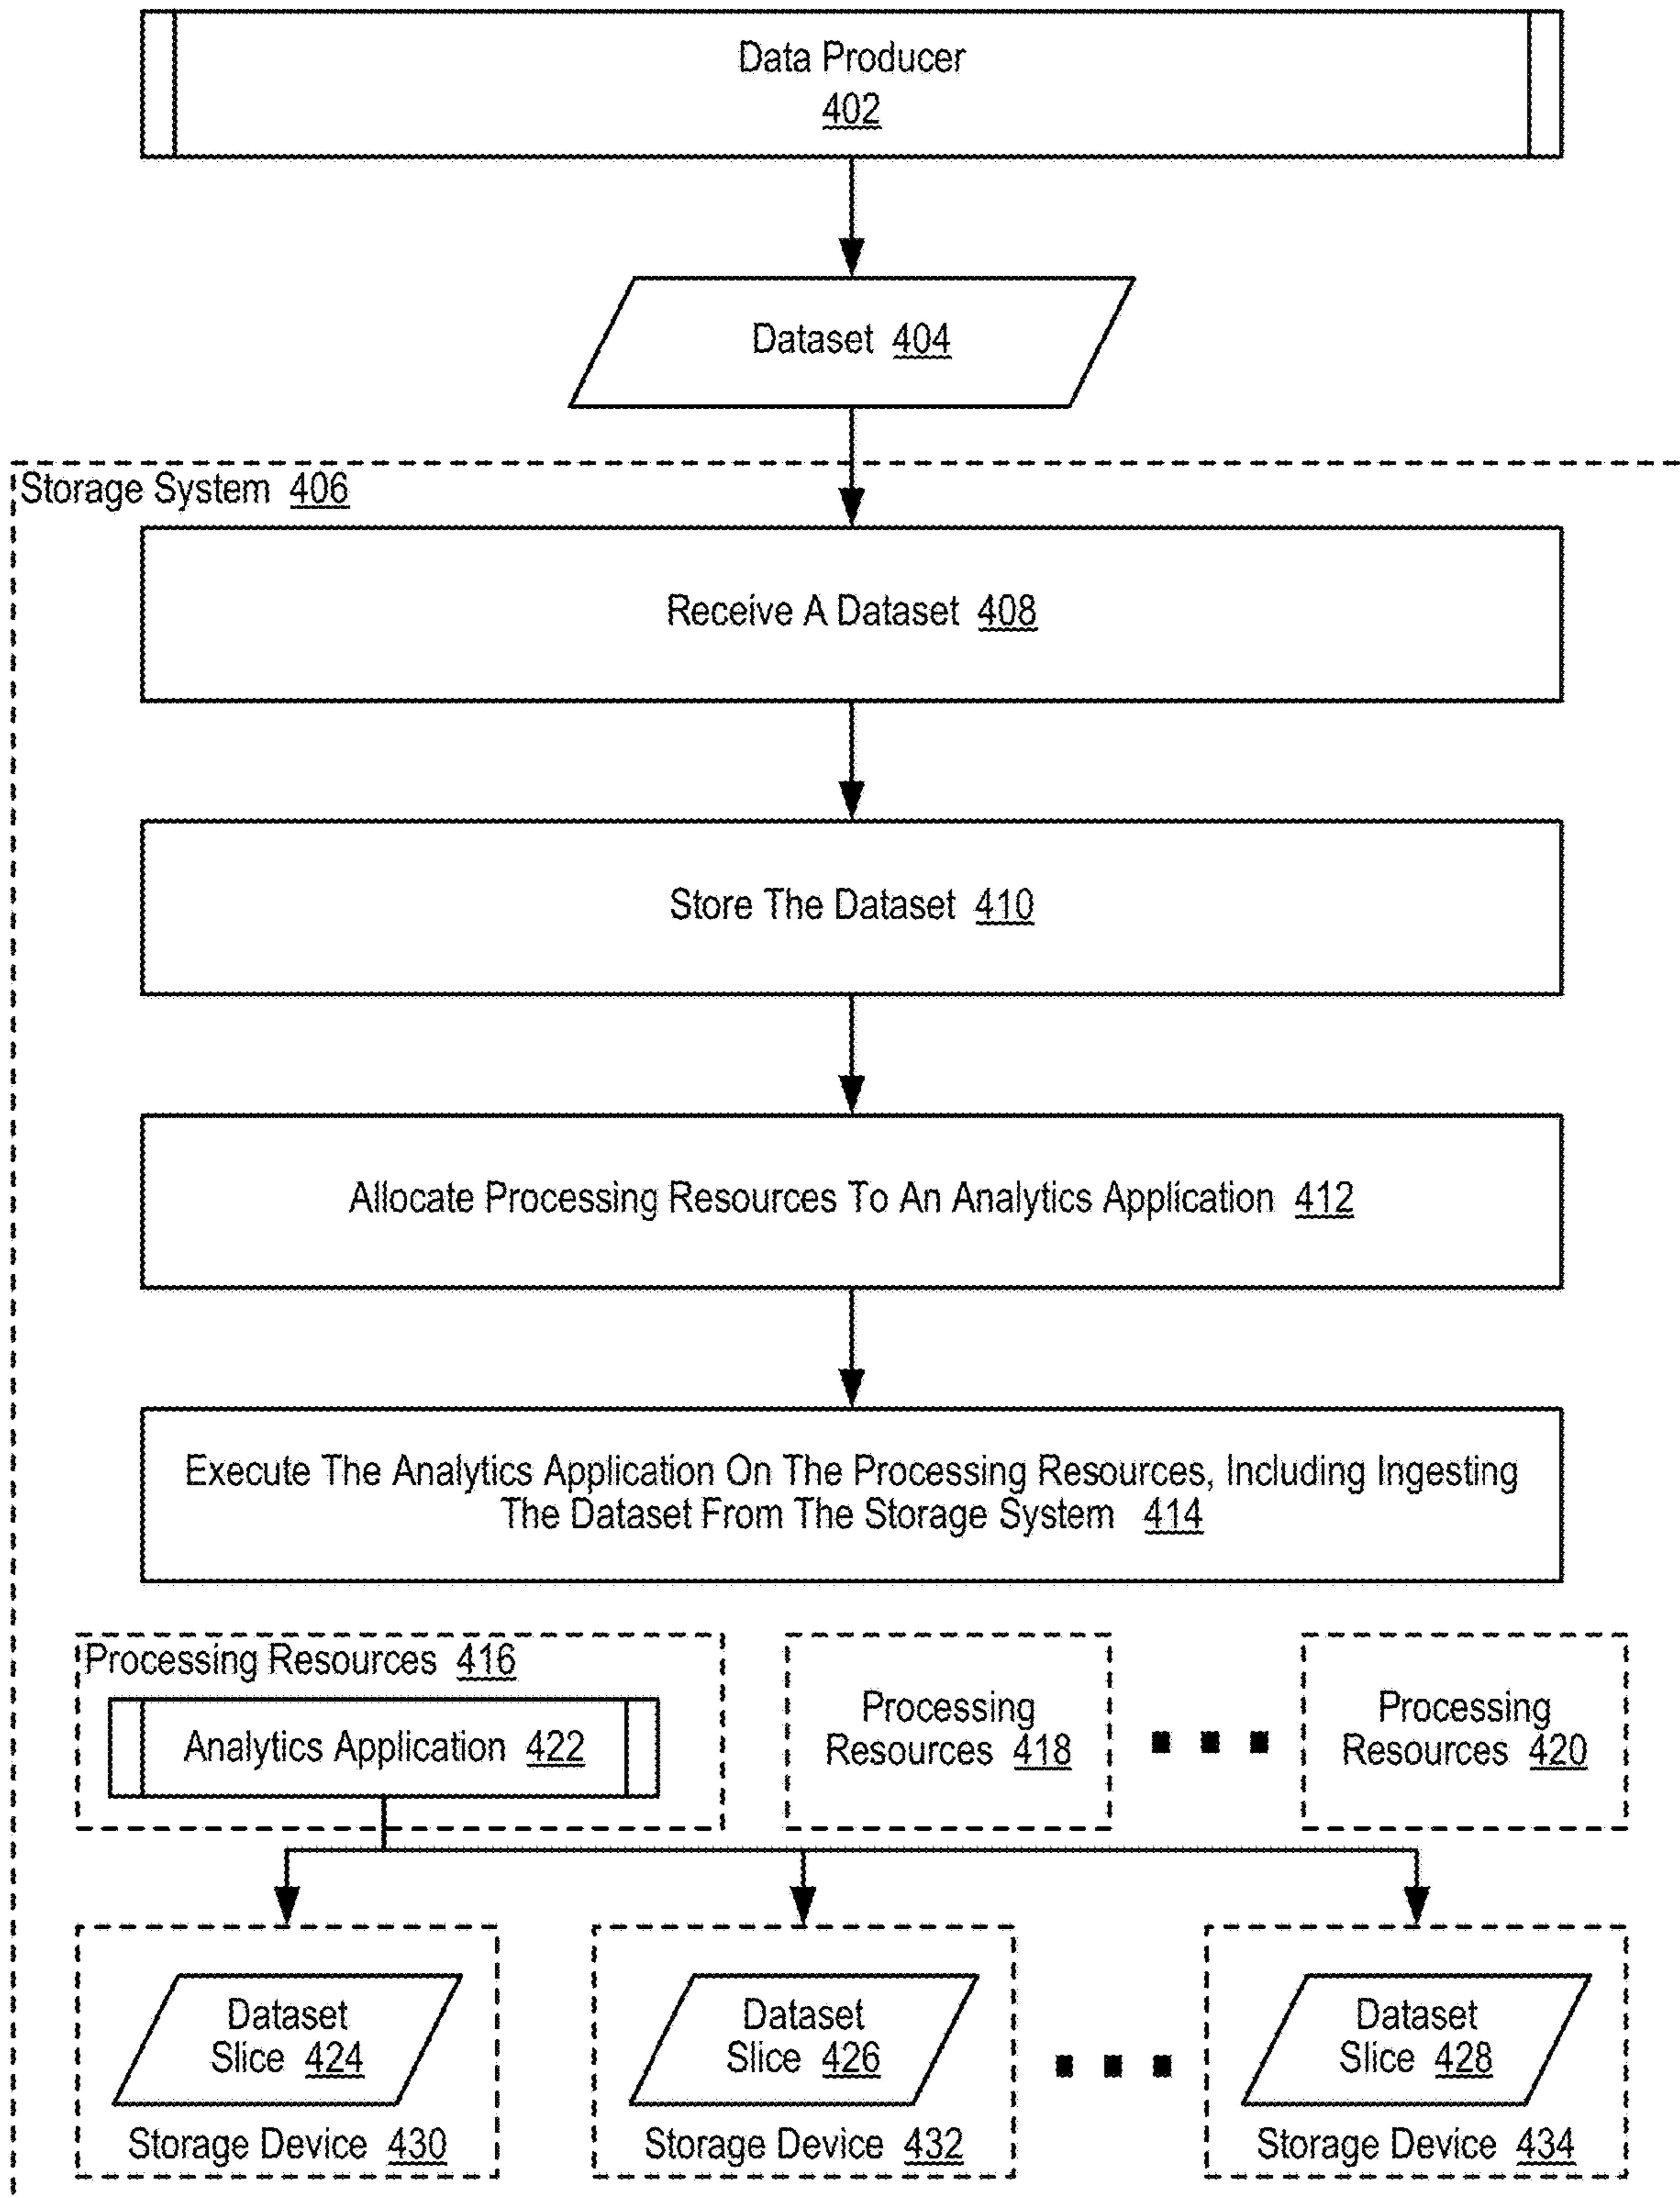 Data Producer
402
Dataset 404
Storage System 406
Receive A Dataset 408
Store The Dataset 410
Allocate Processing Resources To An Analytics Application 412
Execute The Analytics Application On The Processing Resources, Including Ingesting
The Dataset From The Storage System 414
Processing Resources 416
Analytics Application 422
Processing
Resources 418
Processing
Resources 420
Dataset
Slice 424
Storage Device 430
Dataset
Slice 426
Storage Device 432
Dataset
Slice 428
Storage Device 434